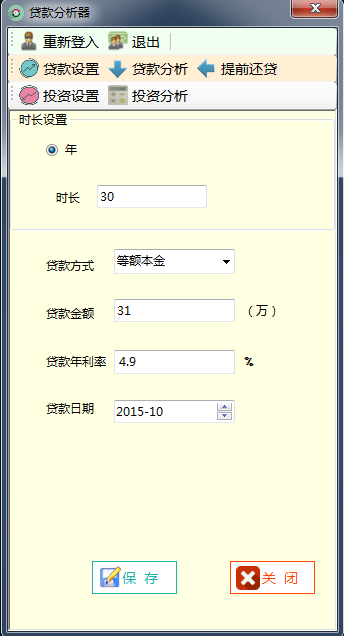 贷款分析器
重新登入 退出
贷款设置 贷款分析 提前还贷
投资设置 投资分析
时长设置
年
时长 30
贷款方式 等额本金
贷款金额 31 （万）
贷款年利率 4.9 %
贷款日期 2015-10
保 存 关 闭